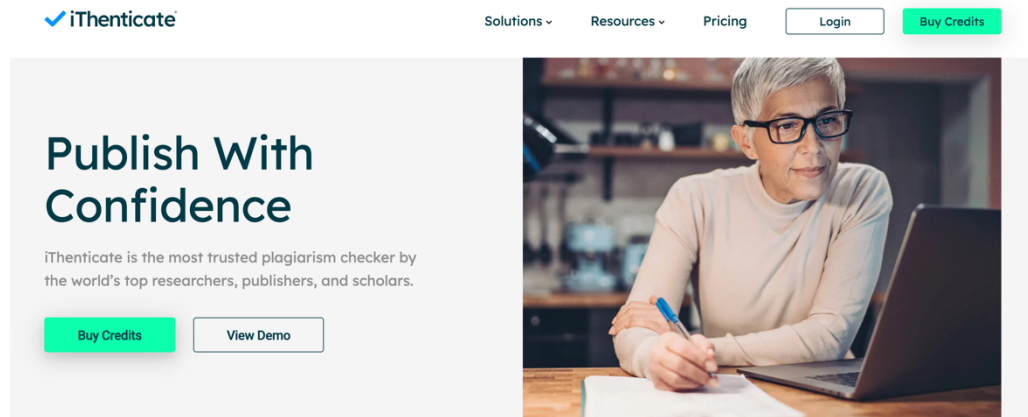 iThenticate®
Solutions
Resources
Pricing
Login
Buy Credits
Publish With
Confidence
iThenticate is the most trusted plagiarism checker by
the world’s top researchers, publishers, and scholars.
Buy Credits
View Demo